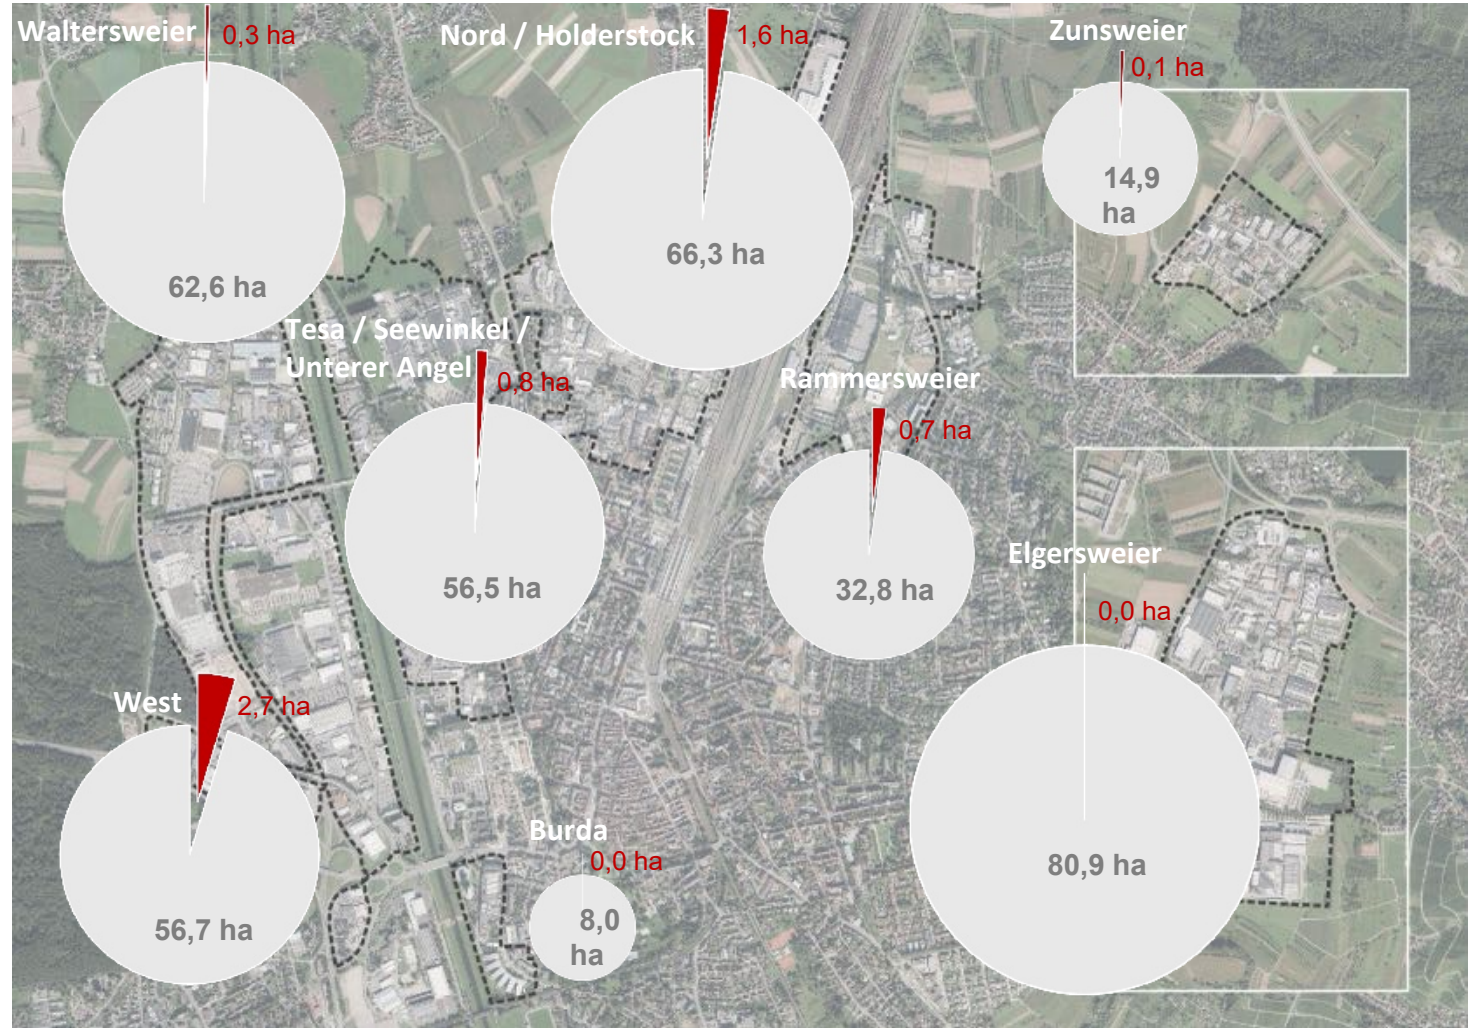 Waltersweier
0,3 ha
62,6 ha
Nord / Holderstock
1,6 ha
66,3 ha
Zunsweier
0,1 ha
14,9
ha
Tesa / Seewinkel /
Unterer Angel
0,8 ha
56,5 ha
Rammersweier
0,7 ha
32,8 ha
Elgersweier
0,0 ha
80,9 ha
West
2,7 ha
56,7 ha
Burda
0,0 ha
8,0
ha